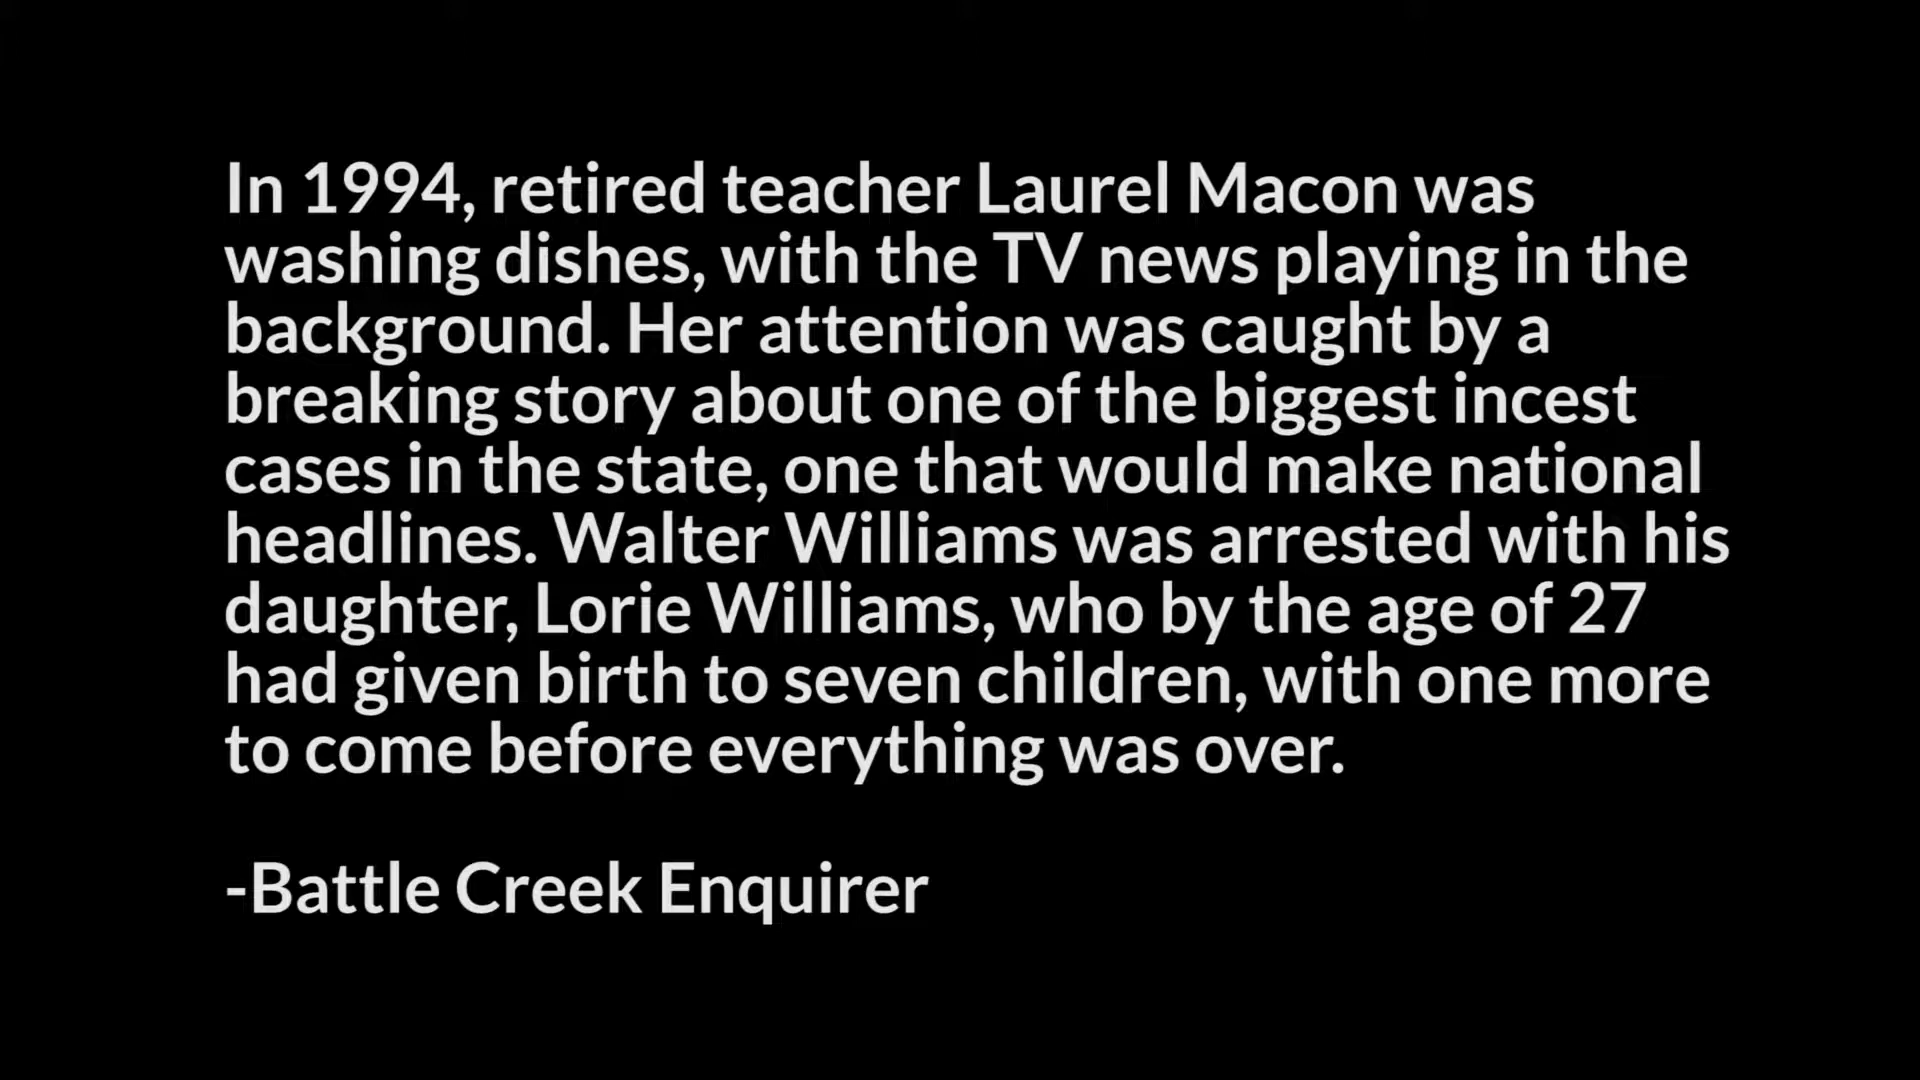 In 1994, retired teacher Laurel Macon was
washing dishes, with the TV news playing in the
background. Her attention was caught by a
breaking story about one of the biggest incest
cases in the state, one that would make national
headlines. Walter Williams was arrested with his
daughter, Lorie Williams, who by the age of 27
had given birth to seven children, with one more
to come before everything was over.
-Battle Creek Enquirer